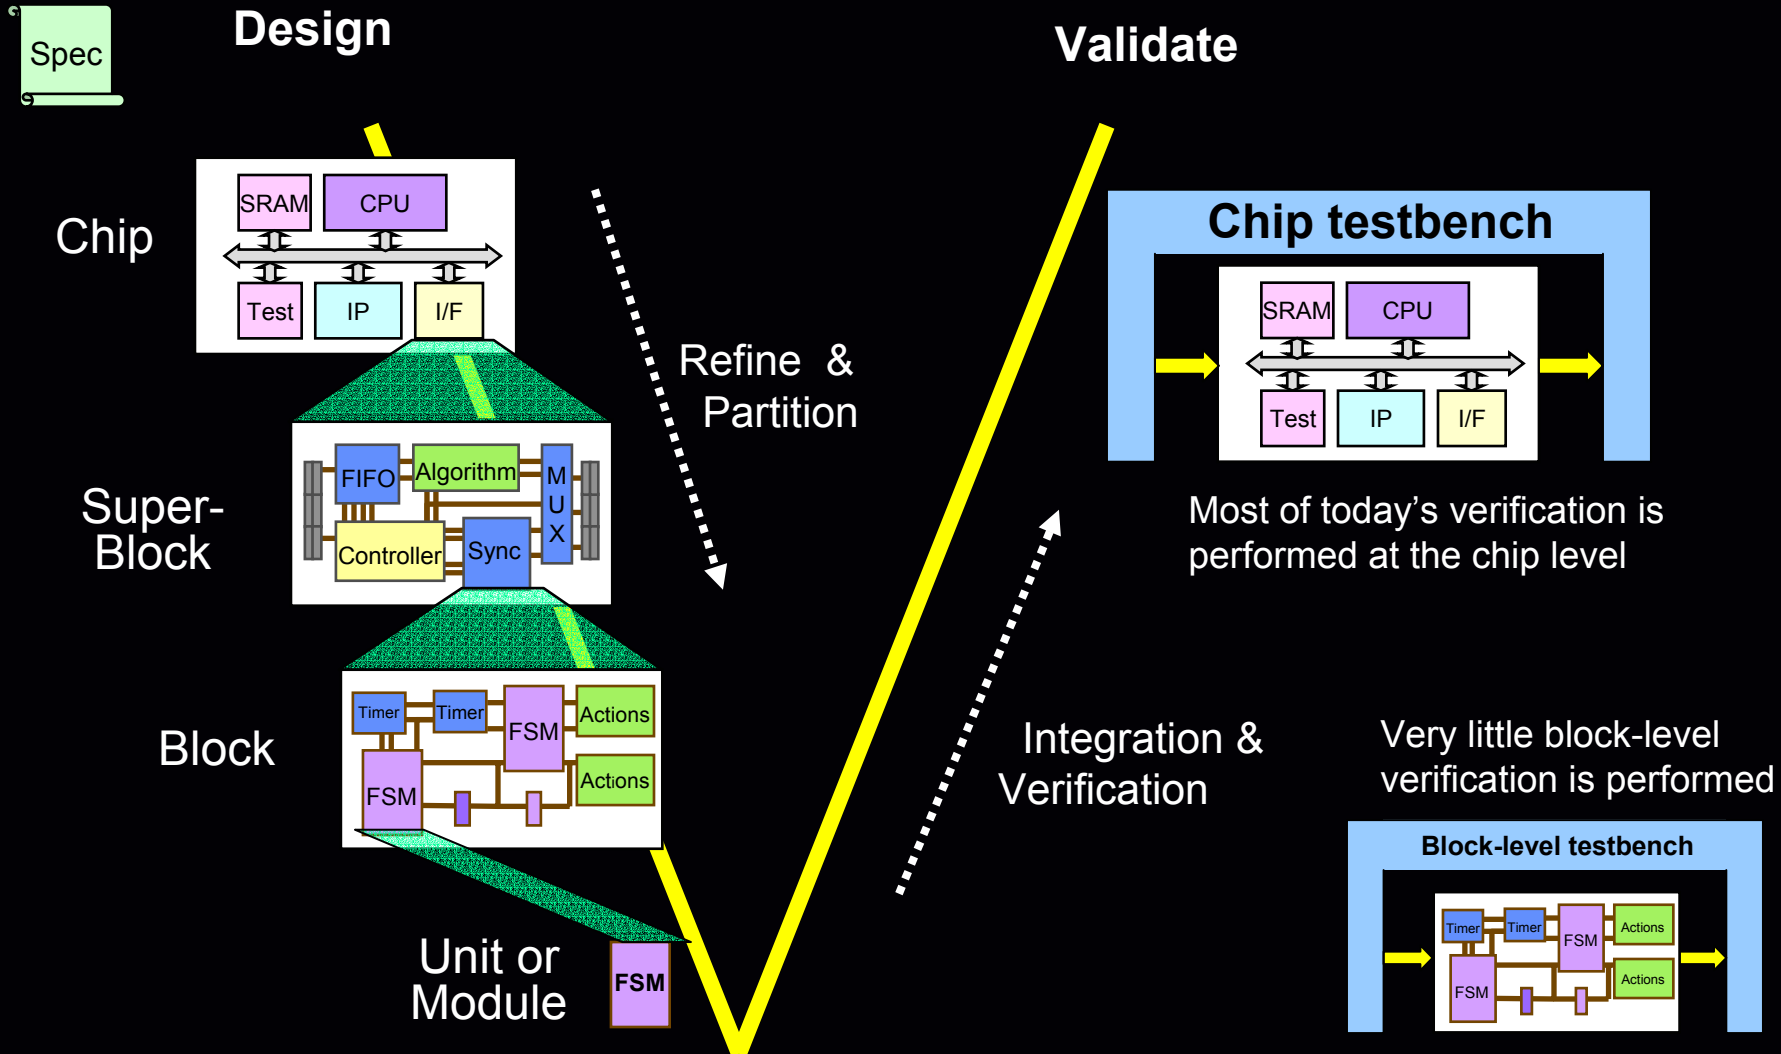 Spec
Design
Validate
Chip
SRAM
CPU
Test
IP
I/F
Refine &
Partition
Chip testbench
SRAM
CPU
Test
IP
I/F
Most of today's verification is
performed at the chip level
Super-
Block
FIFO
Algorithm
M
U
X
Controller
Sync
Block
Timer
Timer
FSM
Actions
FSM
Actions
Integration &
Verification
Very little block-level
verification is performed
Block-level testbench
Timer
Timer
FSM
Actions
FSM
Actions
Unit or
Module
FSM